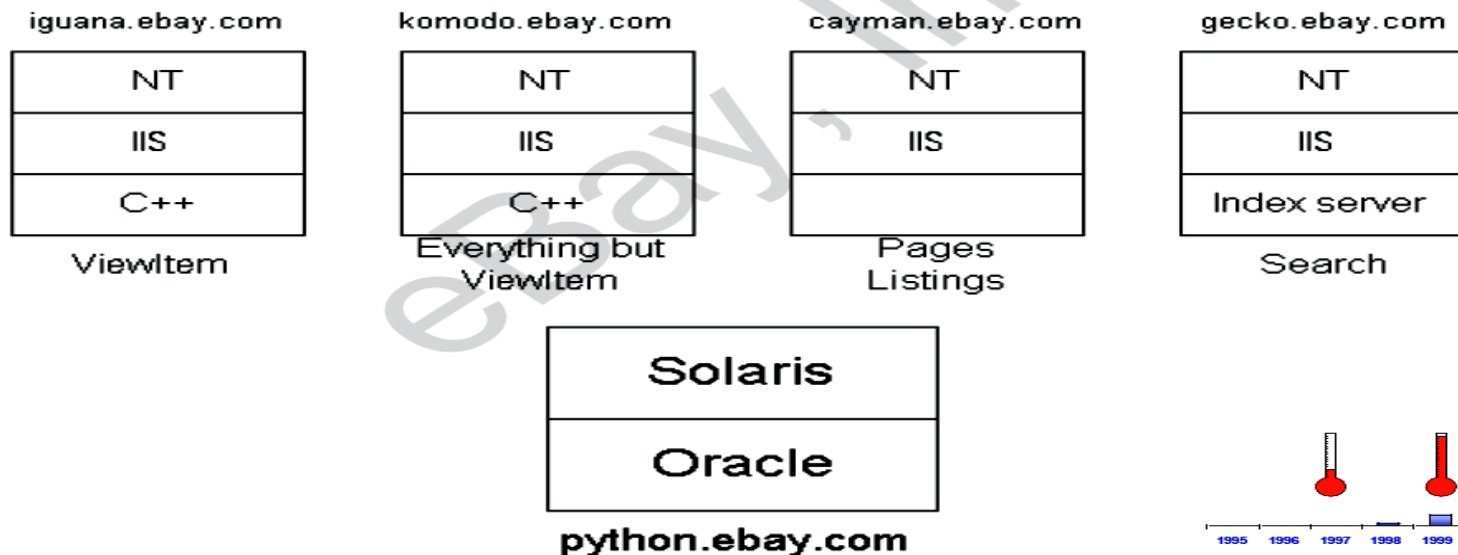 iguana.ebay.com
komodo.ebay.com
cayman.ebay.com
gecko.ebay.com
NT
NT
NT
NT
IIS
IIS
IIS
IIS
C++
C++
Index server
ViewItem
Everything but
ViewItem
Pages
Listings
Search
eBay,
Solaris
Oracle
python.ebay.com
1995
1996
1997
1998
1999